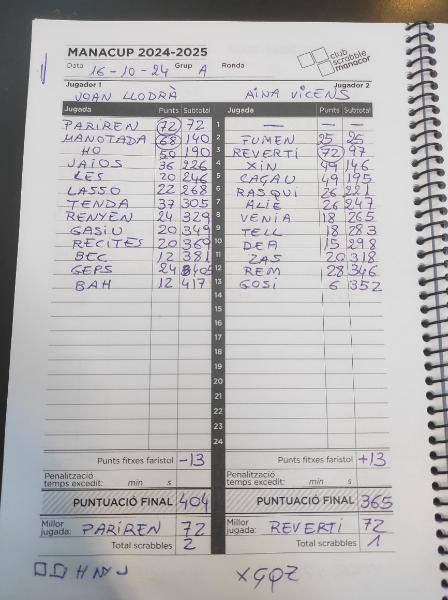 MANACUP 2024-2025
Data 16-10-24 Grup A Ronda
club scrabble manacor
Jugador 1 Jugador 2
JOAN LLODRÀ AINA VICENS
Jugada Punts Subtotal Jugada Punts Subtotal
PARIREN 72 72 1 — — —
MANOTADA 68 140 2 FUMEN 25 25
HO 50 190 3 REVERTI 72 97
JAIOS 36 226 4 XIN 49 146
LES 20 246 5 CAGAU 49 195
LASSO 22 268 6 RASQUI 26 221
TENDA 37 305 7 ALIE 26 247
RENYEN 24 329 8 VENIA 18 265
GASIU 20 349 9 TELL 18 283
RECITES 20 369 10 DEA 15 298
BEC 12 381 11 ZAS 20 318
GEPS 24 405 12 REM 28 346
BAH 12 417 13 GOSI 6 352
14
15
16
17
18
19
20
21
22
23
24
Punts fitxes faristol -13 Punts fitxes faristol +13
Penalització temps excedit: min s Penalització temps excedit: min s
PUNTUACIÓ FINAL 404 PUNTUACIÓ FINAL 365
Millor jugada: PARIREN 72 Millor jugada: REVERTI 72
Total scrabbles 2 Total scrabbles 1